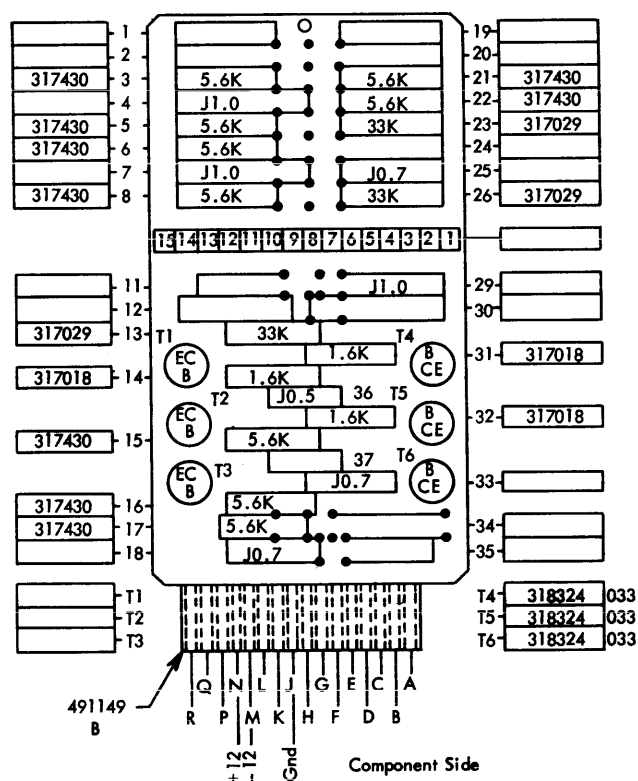 1 19
2 20
317430 3 5.6K 5.6K 21 317430
4 J1.0 5.6K 22 317430
317430 5 5.6K 33K 23 317029
317430 6 5.6K 24
7 J1.0 J0.7 25
317430 8 5.6K 33K 26 317029
15 14 13 12 11 10 9 8 7 6 5 4 3 2 1
11 J1.0 29
12 30
317029 13 T1 33K T4
EC B 1.6K B CE 31 317018
317018 14 1.6K
T2 J0.5 36 T5
EC B 1.6K B CE 32 317018
317430 15 5.6K
T3 37 T6
EC B J0.7 B CE 33
317430 16 5.6K
317430 17 5.6K 34
18 J0.7 35
T1 T4 318324 033
T2 T5 318324 033
T3 T6 318324 033
491149
B
Q N L J G E C A
R P M K H F D B
+12 -12 Gnd
Component Side